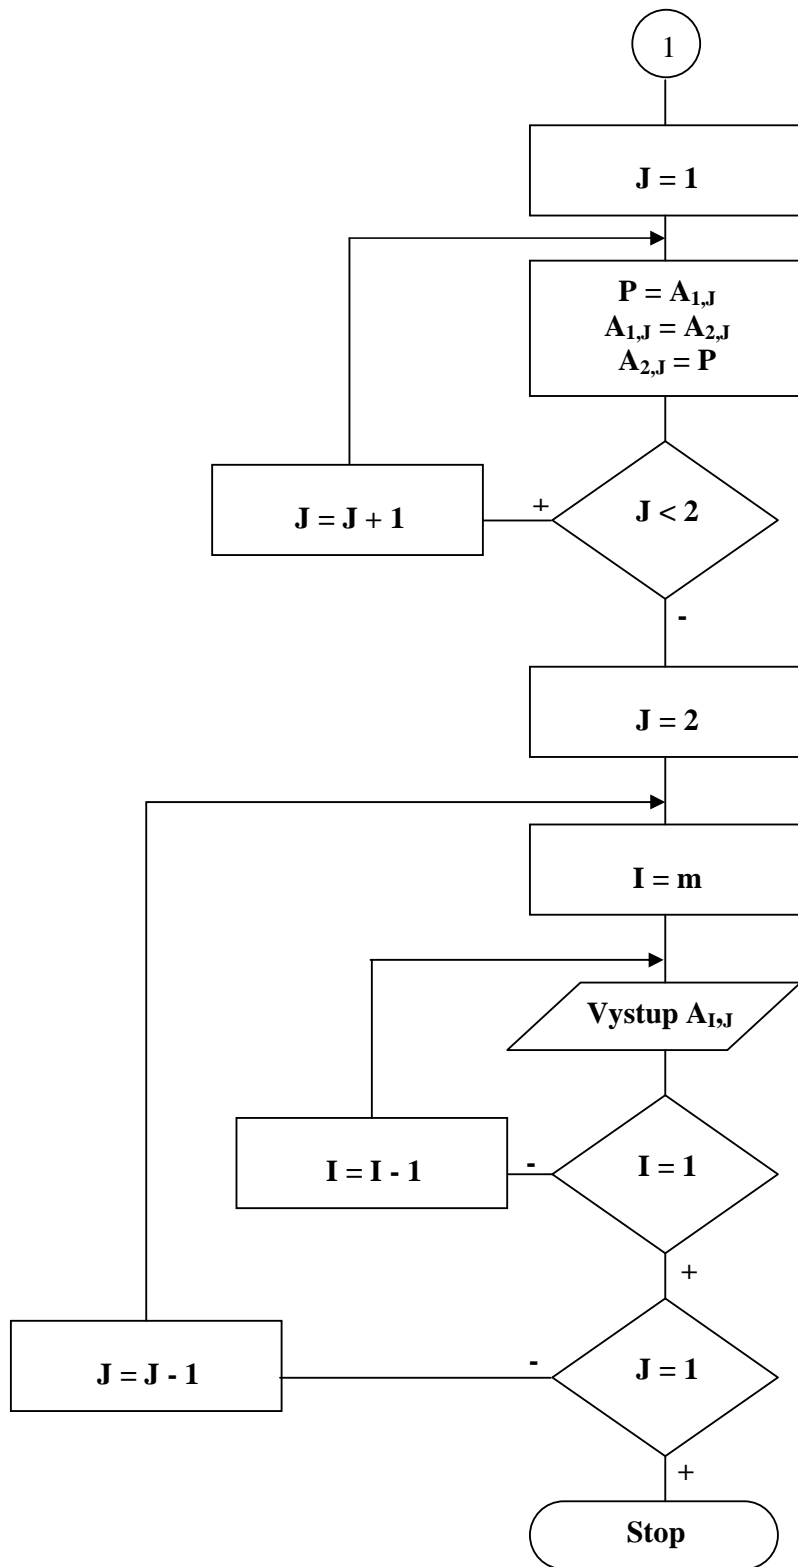 1
J = 1
P = A1,J
A1,J = A2,J
A2,J = P
J = J + 1
+
J < 2
-
J = 2
I = m
Vystup AI,J
I = I - 1
-
I = 1
+
J = J - 1
-
J = 1
+
Stop